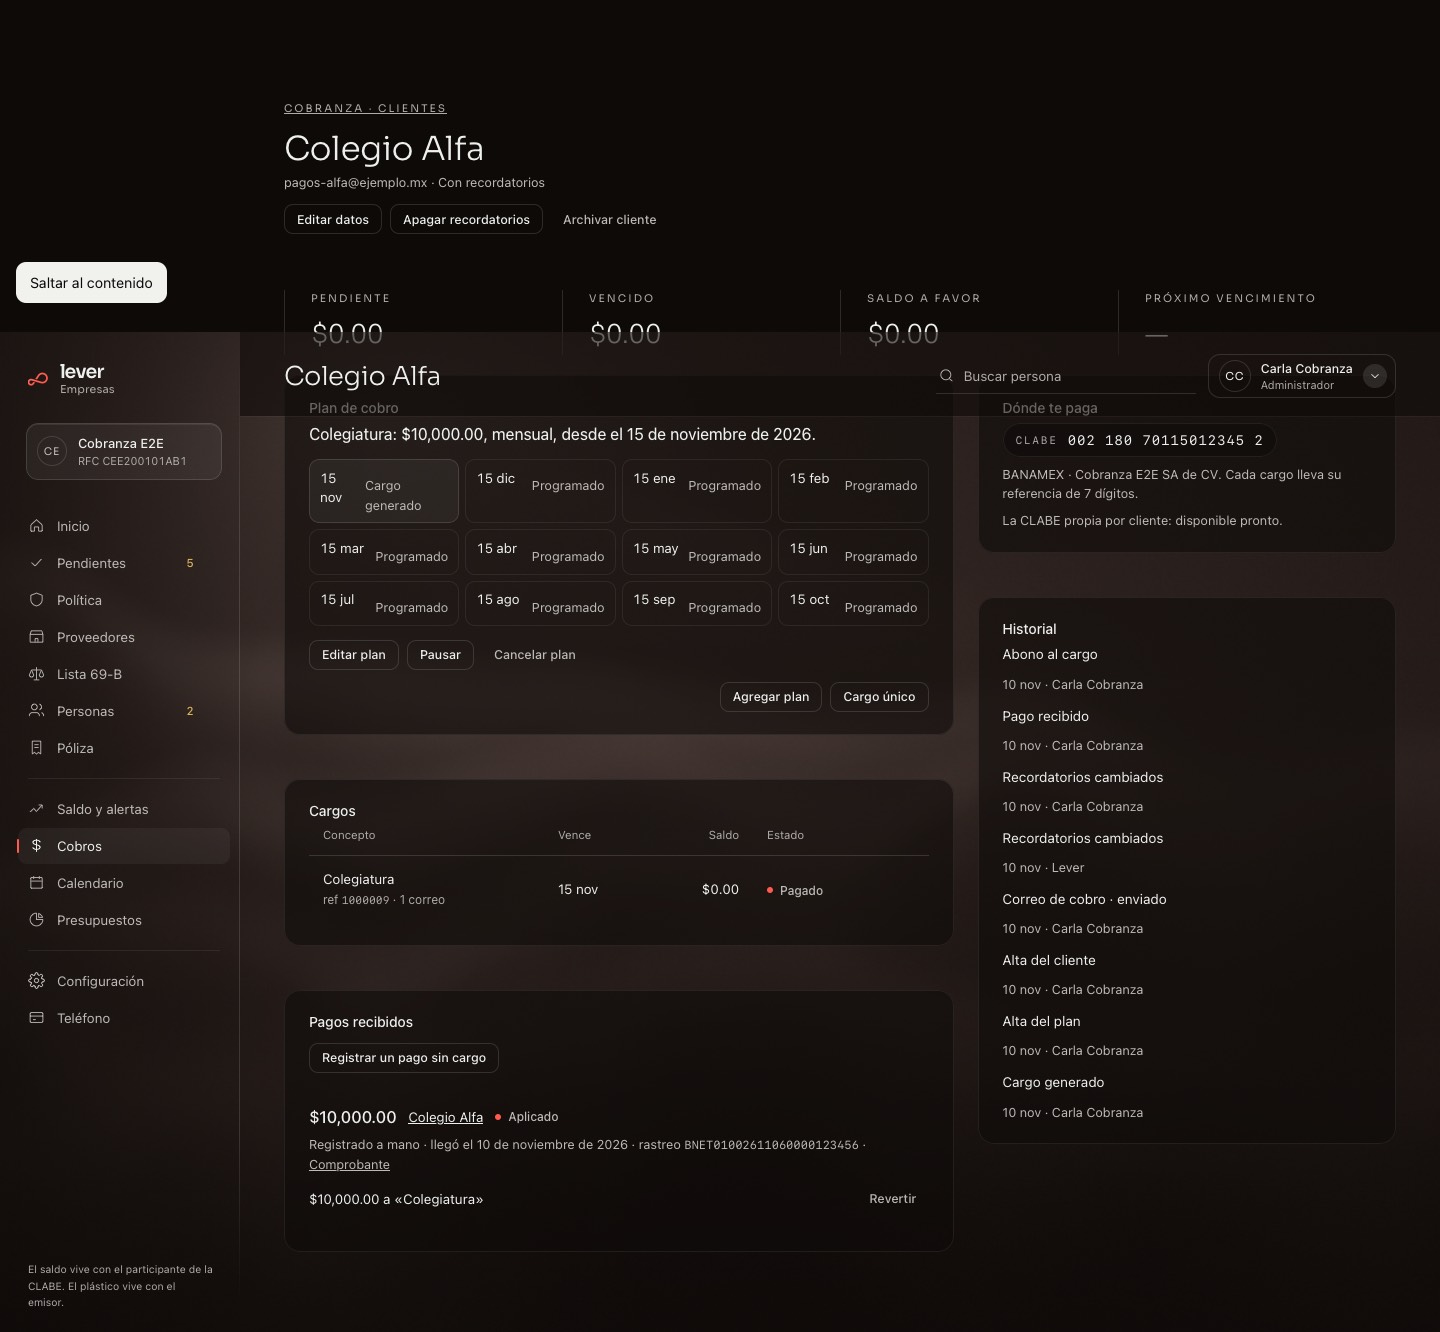 COBRANZA · CLIENTES
Colegio Alfa
pagos-alfa@ejemplo.mx · Con recordatorios
Editar datos
Apagar recordatorios
Archivar cliente
Saltar al contenido
PENDIENTE
$0.00
VENCIDO
$0.00
SALDO A FAVOR
$0.00
PRÓXIMO VENCIMIENTO
—
lever
Empresas
Colegio Alfa
Buscar persona
CC
Carla Cobranza
Administrador
CE
Cobranza E2E
RFC CEE200101AB1
Inicio
Pendientes 5
Política
Proveedores
Lista 69-B
Personas 2
Póliza
Saldo y alertas
Cobros
Calendario
Presupuestos
Configuración
Teléfono
El saldo vive con el participante de la
CLABE. El plástico vive con el
emisor.
Plan de cobro
Colegiatura: $10,000.00, mensual, desde el 15 de noviembre de 2026.
15
nov
Cargo
generado
15 dic Programado
15 ene Programado
15 feb Programado
15 mar Programado
15 abr Programado
15 may Programado
15 jun Programado
15 jul Programado
15 ago Programado
15 sep Programado
15 oct Programado
Editar plan
Pausar
Cancelar plan
Agregar plan
Cargo único
Cargos
Concepto Vence Saldo Estado
Colegiatura
ref 1000009 · 1 correo
15 nov
$0.00
Pagado
Pagos recibidos
Registrar un pago sin cargo
$10,000.00 Colegio Alfa Aplicado
Registrado a mano · llegó el 10 de noviembre de 2026 · rastreo BNET01002611060000123456 ·
Comprobante
$10,000.00 a «Colegiatura»
Revertir
Dónde te paga
CLABE 002 180 70115012345 2
BANAMEX · Cobranza E2E SA de CV. Cada cargo lleva su
referencia de 7 dígitos.
La CLABE propia por cliente: disponible pronto.
Historial
Abono al cargo
10 nov · Carla Cobranza
Pago recibido
10 nov · Carla Cobranza
Recordatorios cambiados
10 nov · Carla Cobranza
Recordatorios cambiados
10 nov · Lever
Correo de cobro · enviado
10 nov · Carla Cobranza
Alta del cliente
10 nov · Carla Cobranza
Alta del plan
10 nov · Carla Cobranza
Cargo generado
10 nov · Carla Cobranza